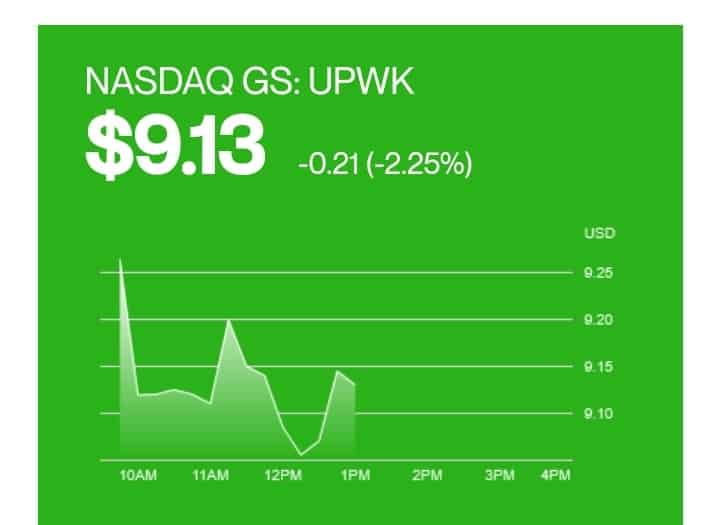 NASDAQ GS: UPWK
$9.13 -0.21 (-2.25%)
USD
9.25
9.20
9.15
9.10
10AM 11AM 12PM 1PM 2PM 3PM 4PM